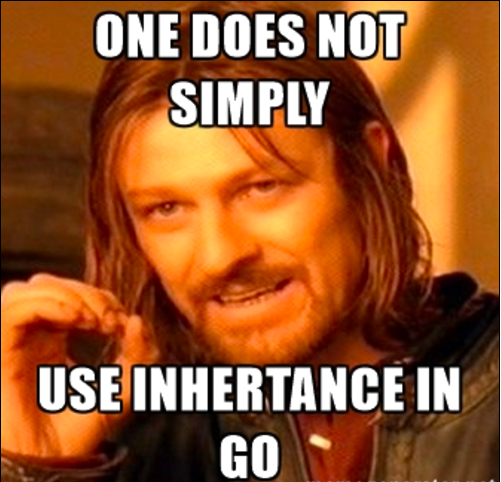 ONE DOES NOT
SIMPLY
USE INHERTANCE IN
GO